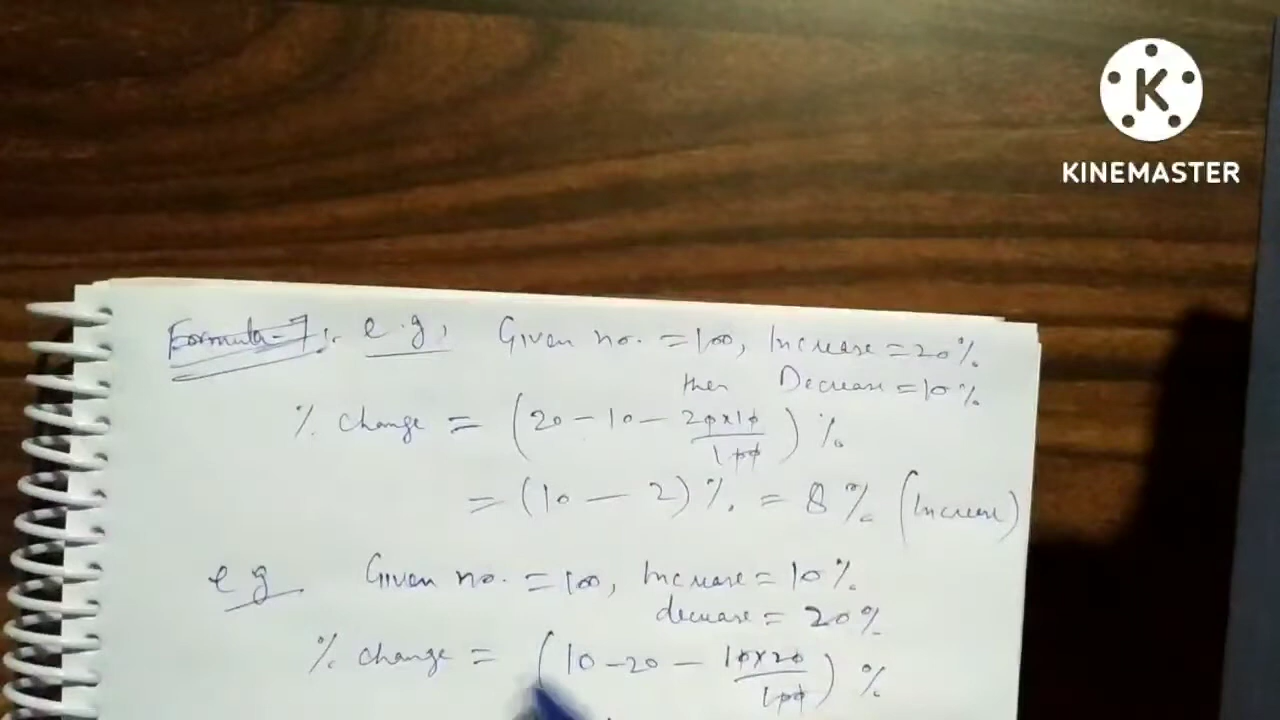 K
KINEMASTER
Formula-7:. e.g, Given no. = 100, Increase = 20%
then Decrease = 10%
% change = (20 - 10 - 20x10/100) %
= (10 - 2) % = 8% (Increase)
e g Given no. = 100, Increase = 10%
decrease = 20%
% change = (10 - 20 - 10x20/100) %